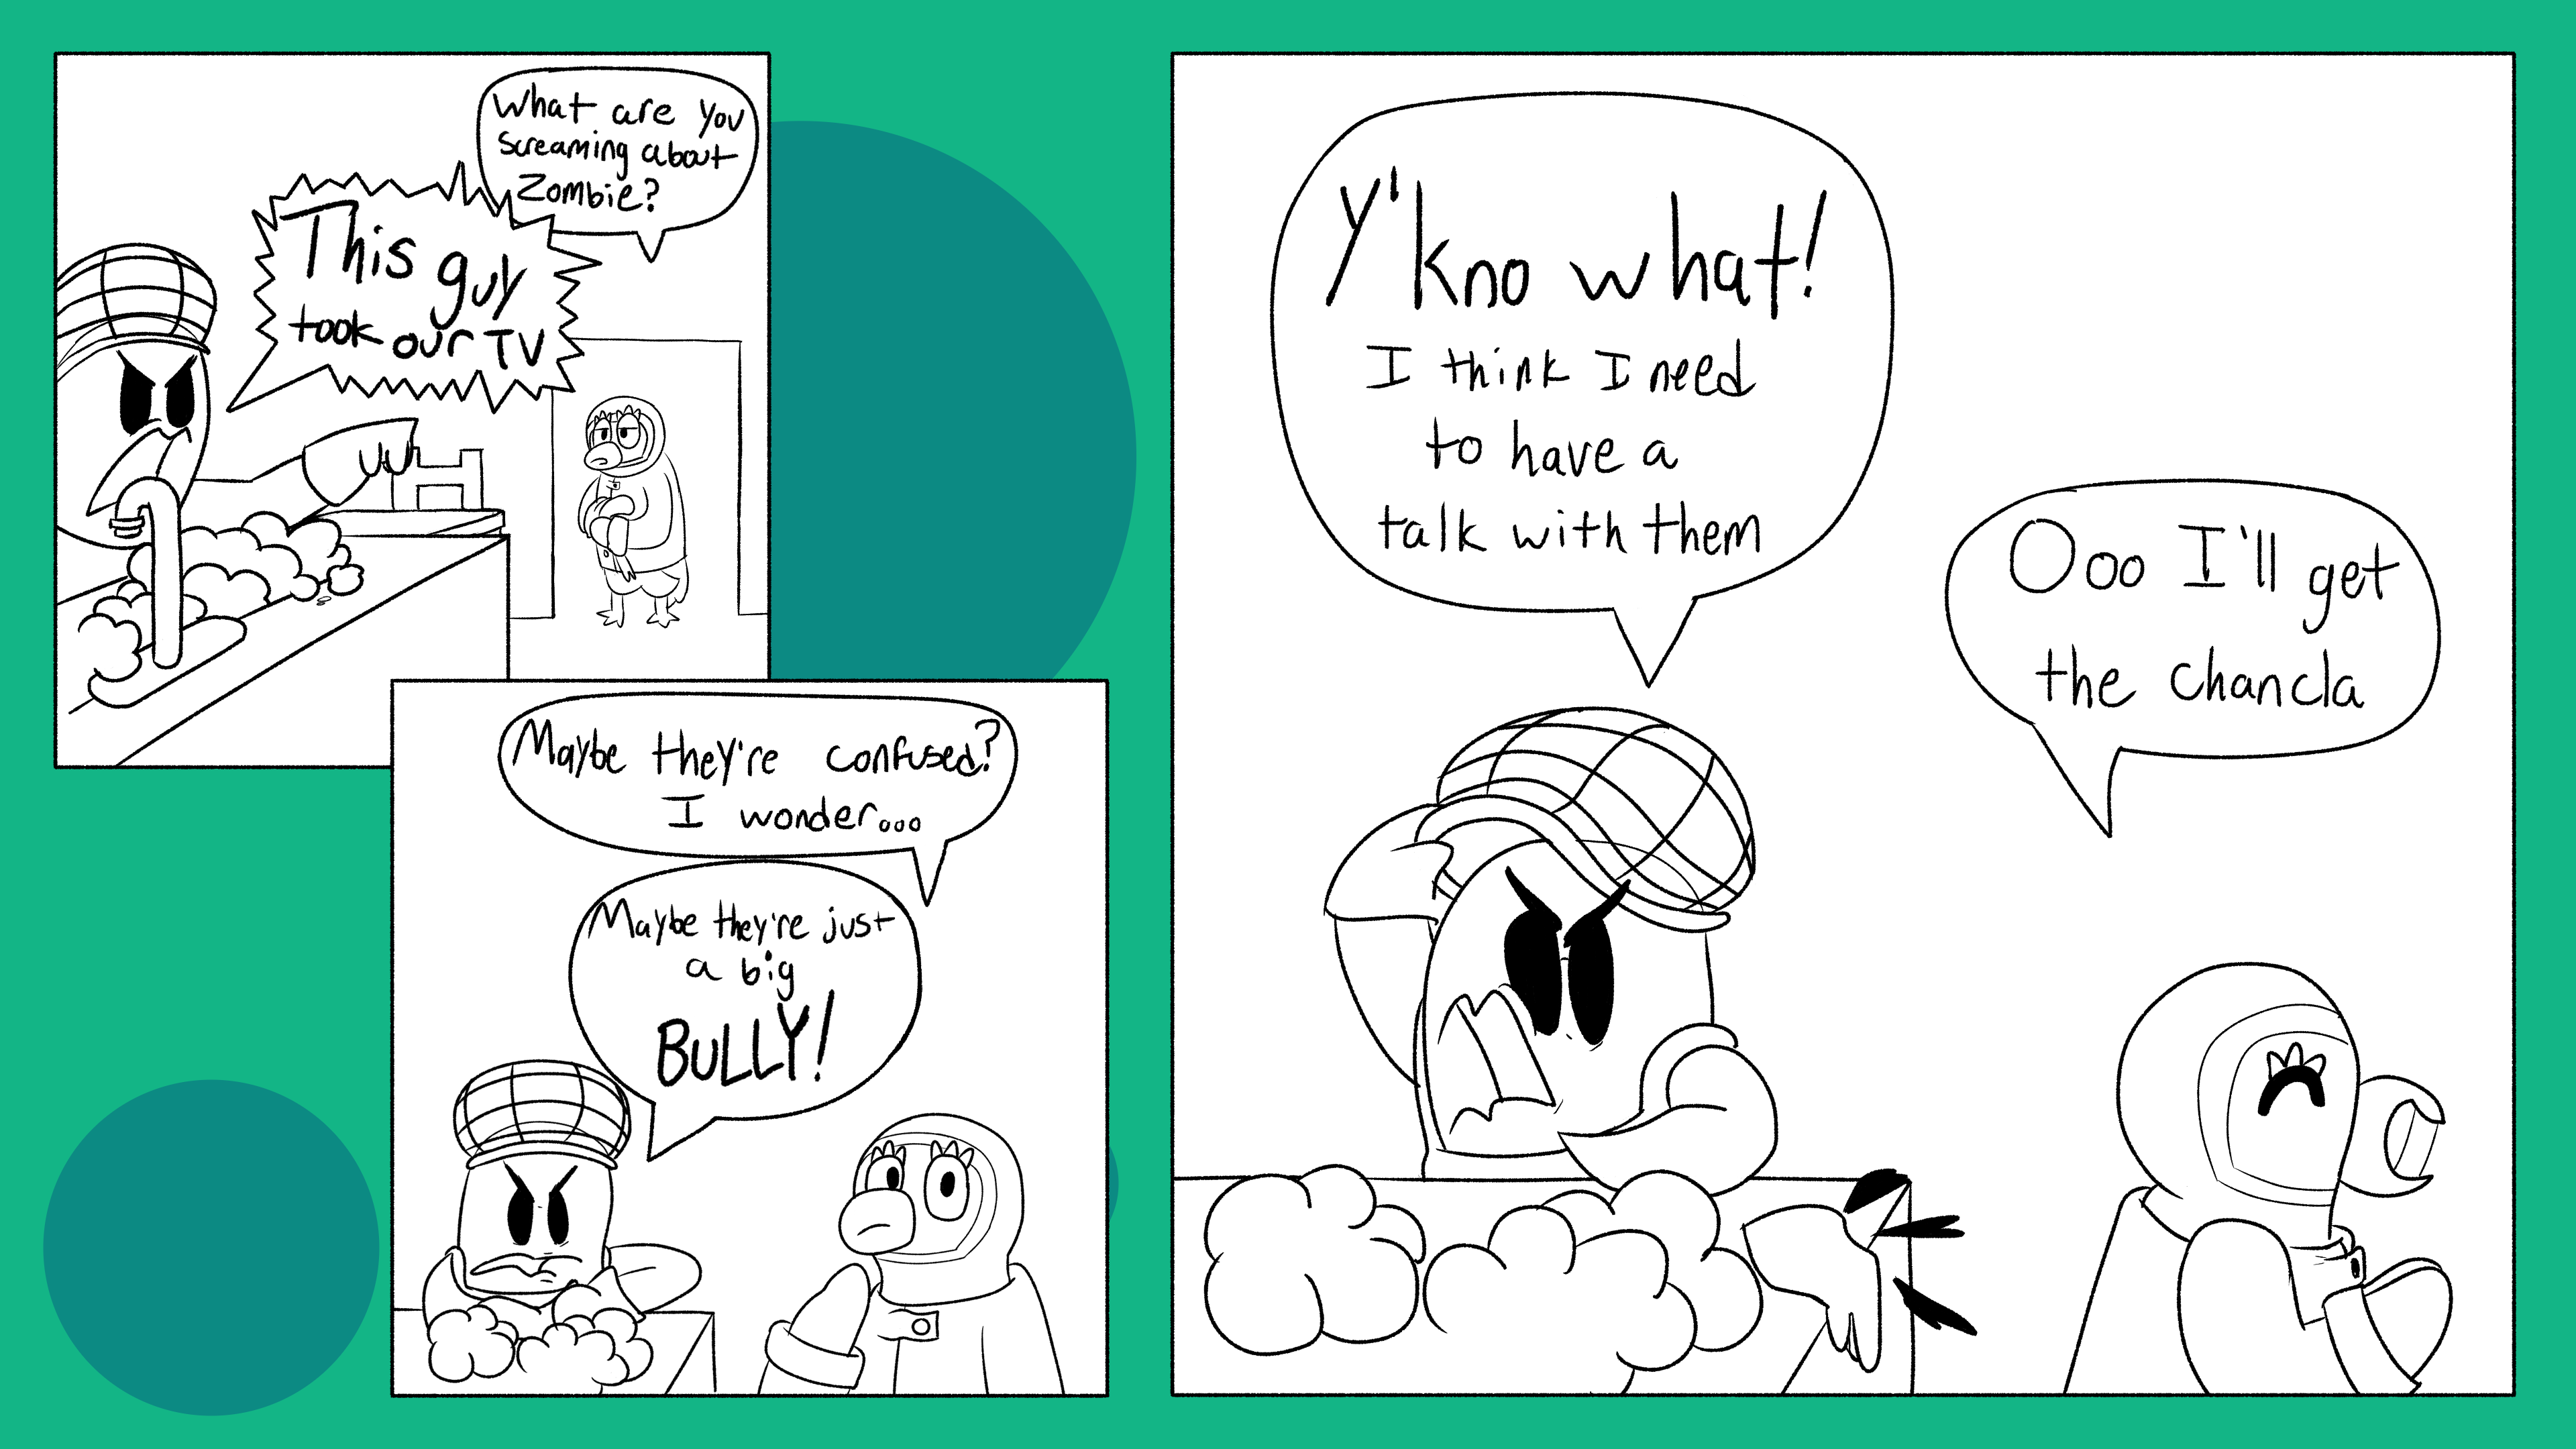 What are you
screaming about
Zombie?
This guy
took our TV
Maybe they're confused?
I wonder...
Maybe they're just
a big
BULLY!
Y'kno what!
I think I need
to have a
talk with them
Ooo I'll get
the chancla